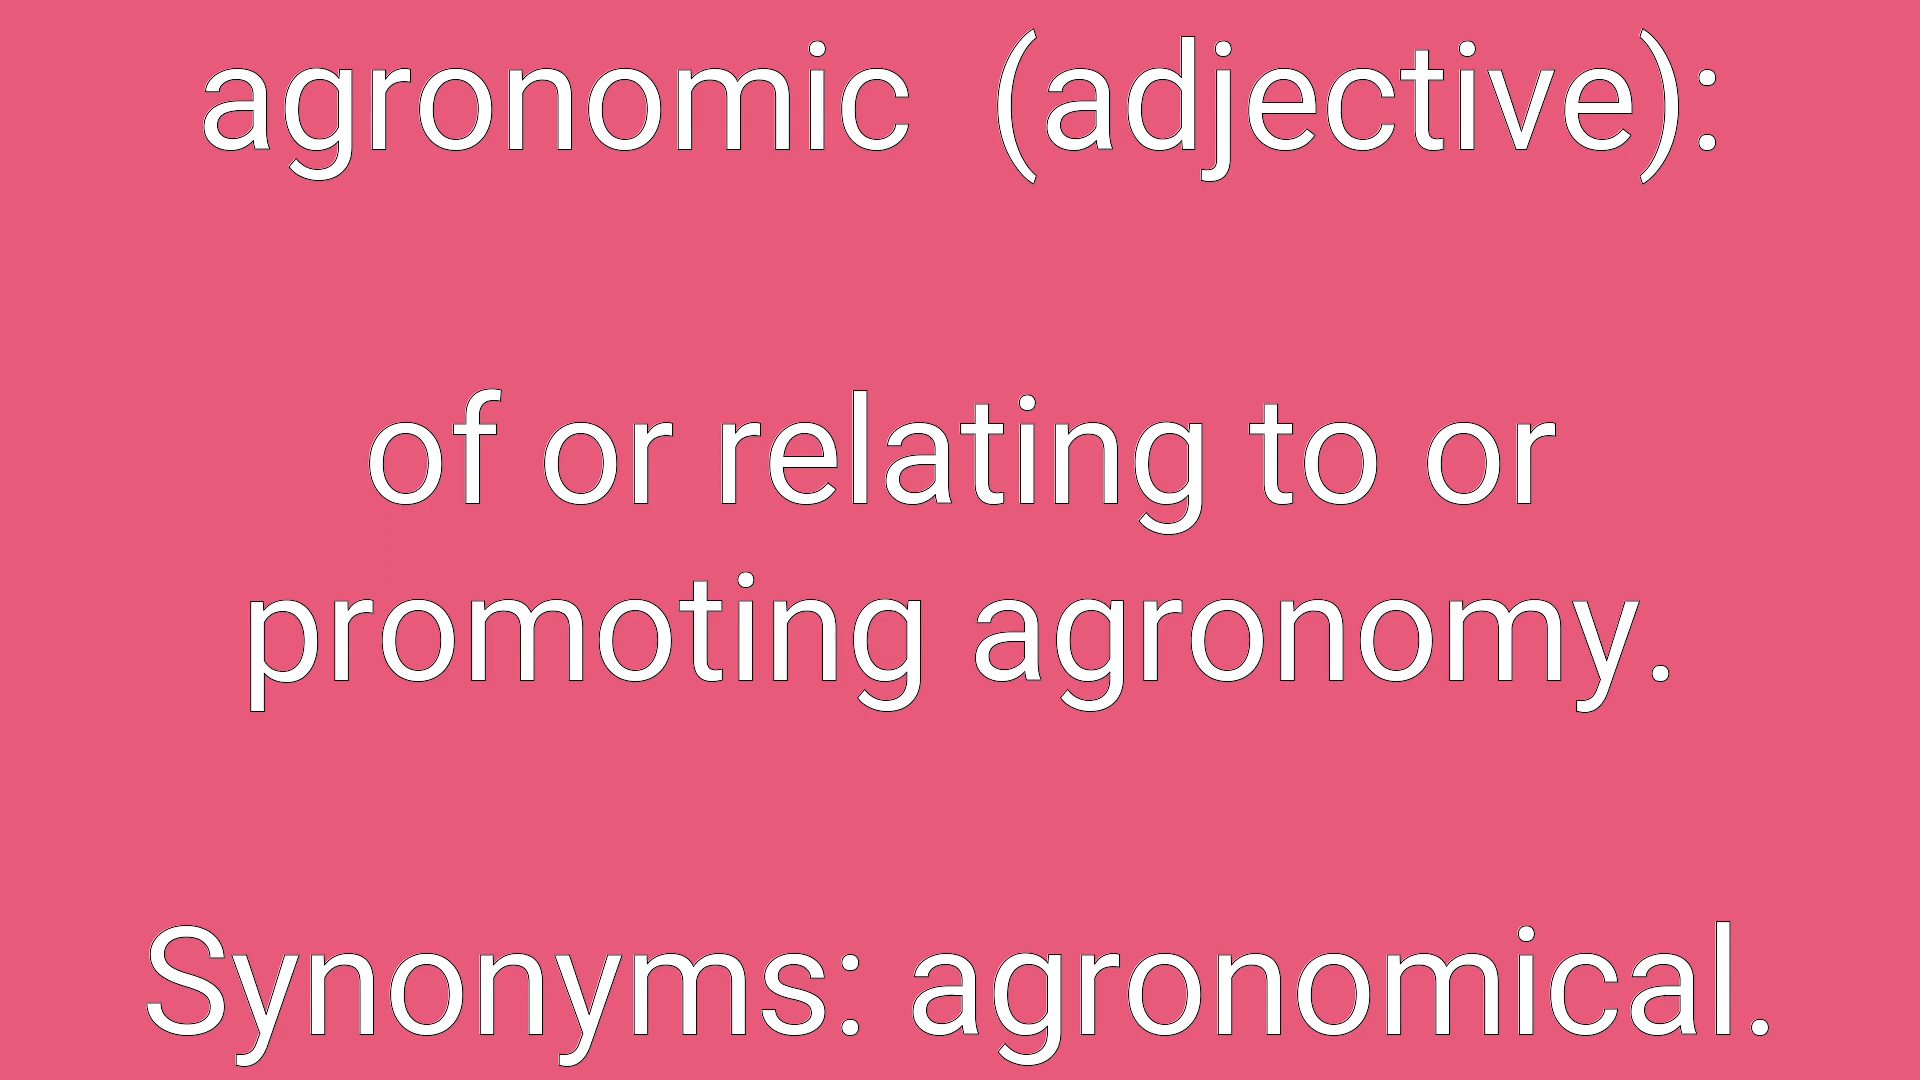 agronomic  (adjective):
of or relating to or
promoting agronomy.
Synonyms: agronomical.